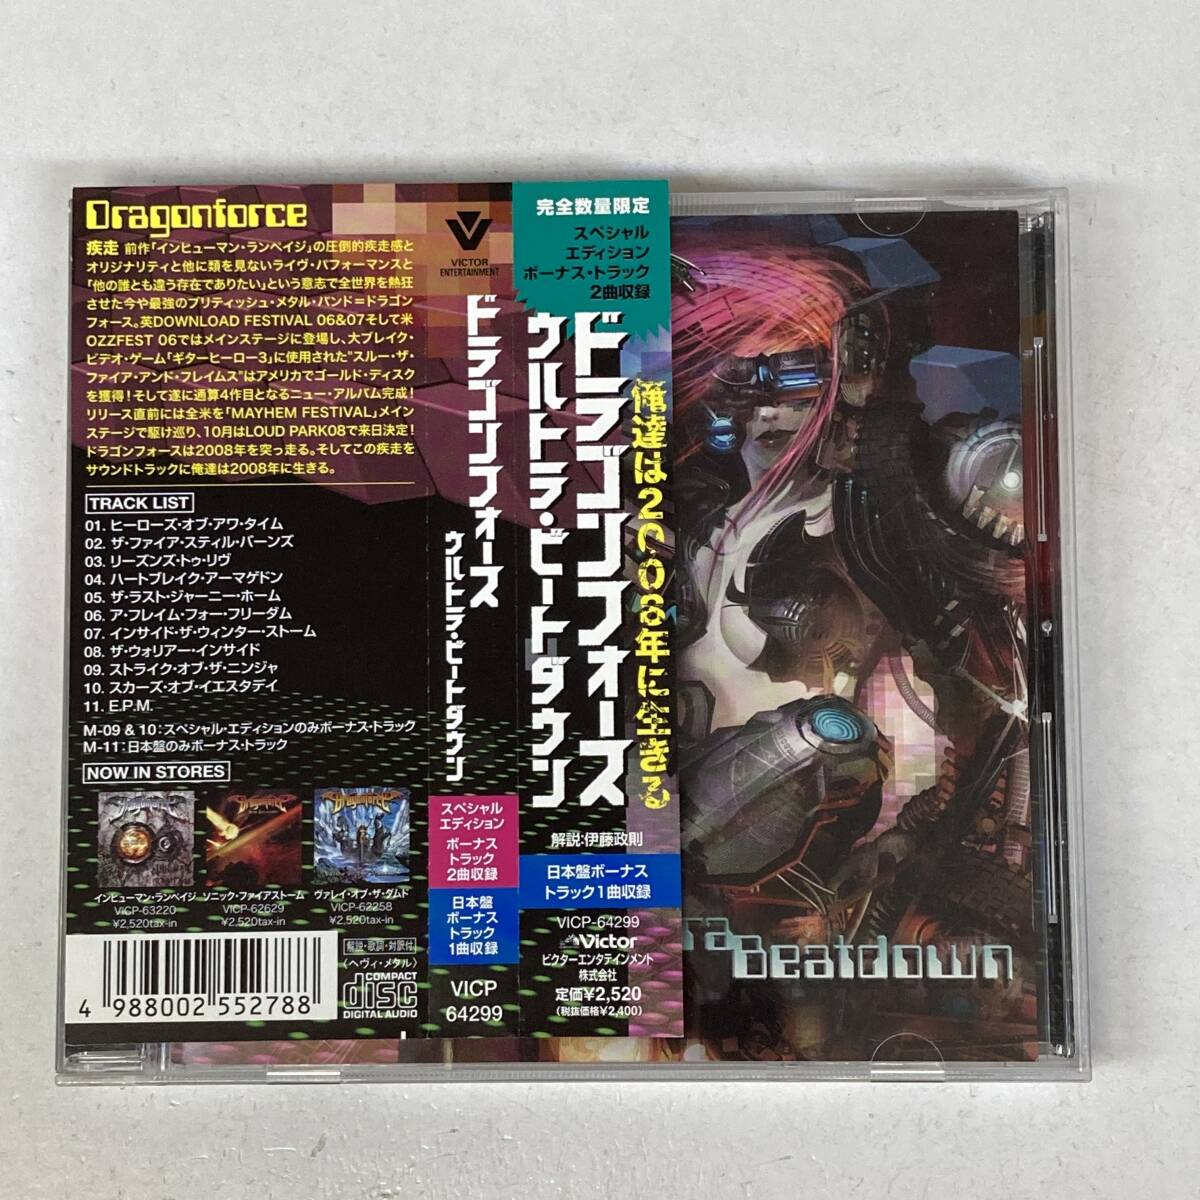 Dragonforce
疾走 前作「インヒューマン・ランペイジ」の圧倒的疾走感と
オリジナリティと他に類を見ないライヴ・パフォーマンスと
「他の誰とも違う存在でありたい」という意志で全世界を熱狂
させた今や最強のブリティッシュ・メタル・バンド=ドラゴン
フォース。英DOWNLOAD FESTIVAL 06&07そして米
OZZFEST 06ではメインステージに登場し、大ブレイク・
ビデオ・ゲーム「ギターヒーロー3」に使用された"スルー・ザ・
ファイア・アンド・フレイムス"はアメリカでゴールド・ディスク
を獲得!そして遂に通算4作目となるニュー・アルバム完成!
リリース直前には全米を「MAYHEM FESTIVAL」メイン
ステージで駆け巡り、10月はLOUD PARK08で来日決定!
ドラゴンフォースは2008年を突っ走る。そしてこの疾走を
サウンドトラックに俺達は2008年に生きる。
TRACK LIST
01. ヒーローズ・オブ・アワ・タイム
02. ザ・ファイア・スティル・バーンズ
03. リーズンズ・トゥ・リヴ
04. ハートブレイク・アーマゲドン
05. ザ・ラスト・ジャーニー・ホーム
06. ア・フレイム・フォー・フリーダム
07. インサイド・ザ・ウィンター・ストーム
08. ザ・ウォリアー・インサイド
09. ストライク・オブ・ザ・ニンジャ
10. スカーズ・オブ・イエスタデイ
11. E.P.M.
M-09 & 10:スペシャル・エディションのみボーナス・トラック
M-11:日本盤のみボーナス・トラック
NOW IN STORES
インヒューマン・ランペイジ
VICP-63220
¥2,520tax-in
ソニック・ファイアストーム
VICP-62629
¥2,520tax-in
ヴァレイ・オブ・ザ・ダムド
VICP-62258
¥2,520tax-in
4 988002 552788
解説・歌詞・対訳付
〈ヘヴィ・メタル〉
COMPACT
disc
DIGITAL AUDIO
VICTOR
ENTERTAINMENT
ドラゴンフォース
ウルトラ・ビートダウン
スペシャル
エディション
ボーナス
トラック
2曲収録
日本盤
ボーナス
トラック
1曲収録
VICP
64299
完全数量限定
スペシャル
エディション
ボーナス・トラック
2曲収録
ドラゴンフォース
ウルトラ・ビートダウン
俺達は2008年に生きる
解説:伊藤政則
日本盤ボーナス
トラック1曲収録
VICP-64299
Victor
ビクターエンタテインメント
株式会社
定価¥2,520
(税抜価格¥2,400)
ra Beatdown